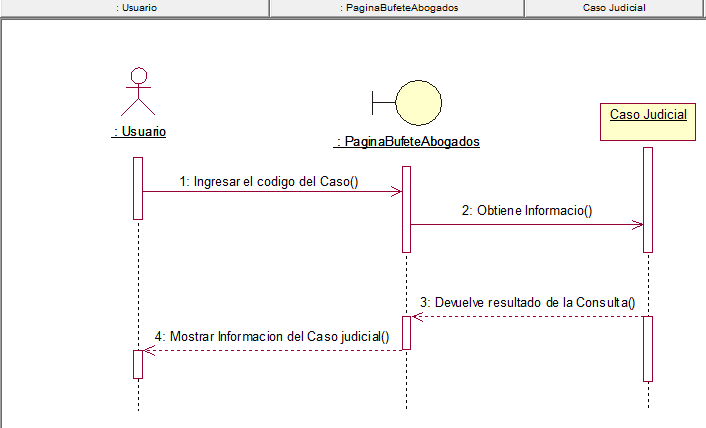 : Usuario
: PaginaBufeteAbogados
Caso Judicial
: Usuario
: PaginaBufeteAbogados
Caso Judicial
1: Ingresar el codigo del Caso()
2: Obtiene Informacio()
3: Devuelve resultado de la Consulta()
4: Mostrar Informacion del Caso judicial()